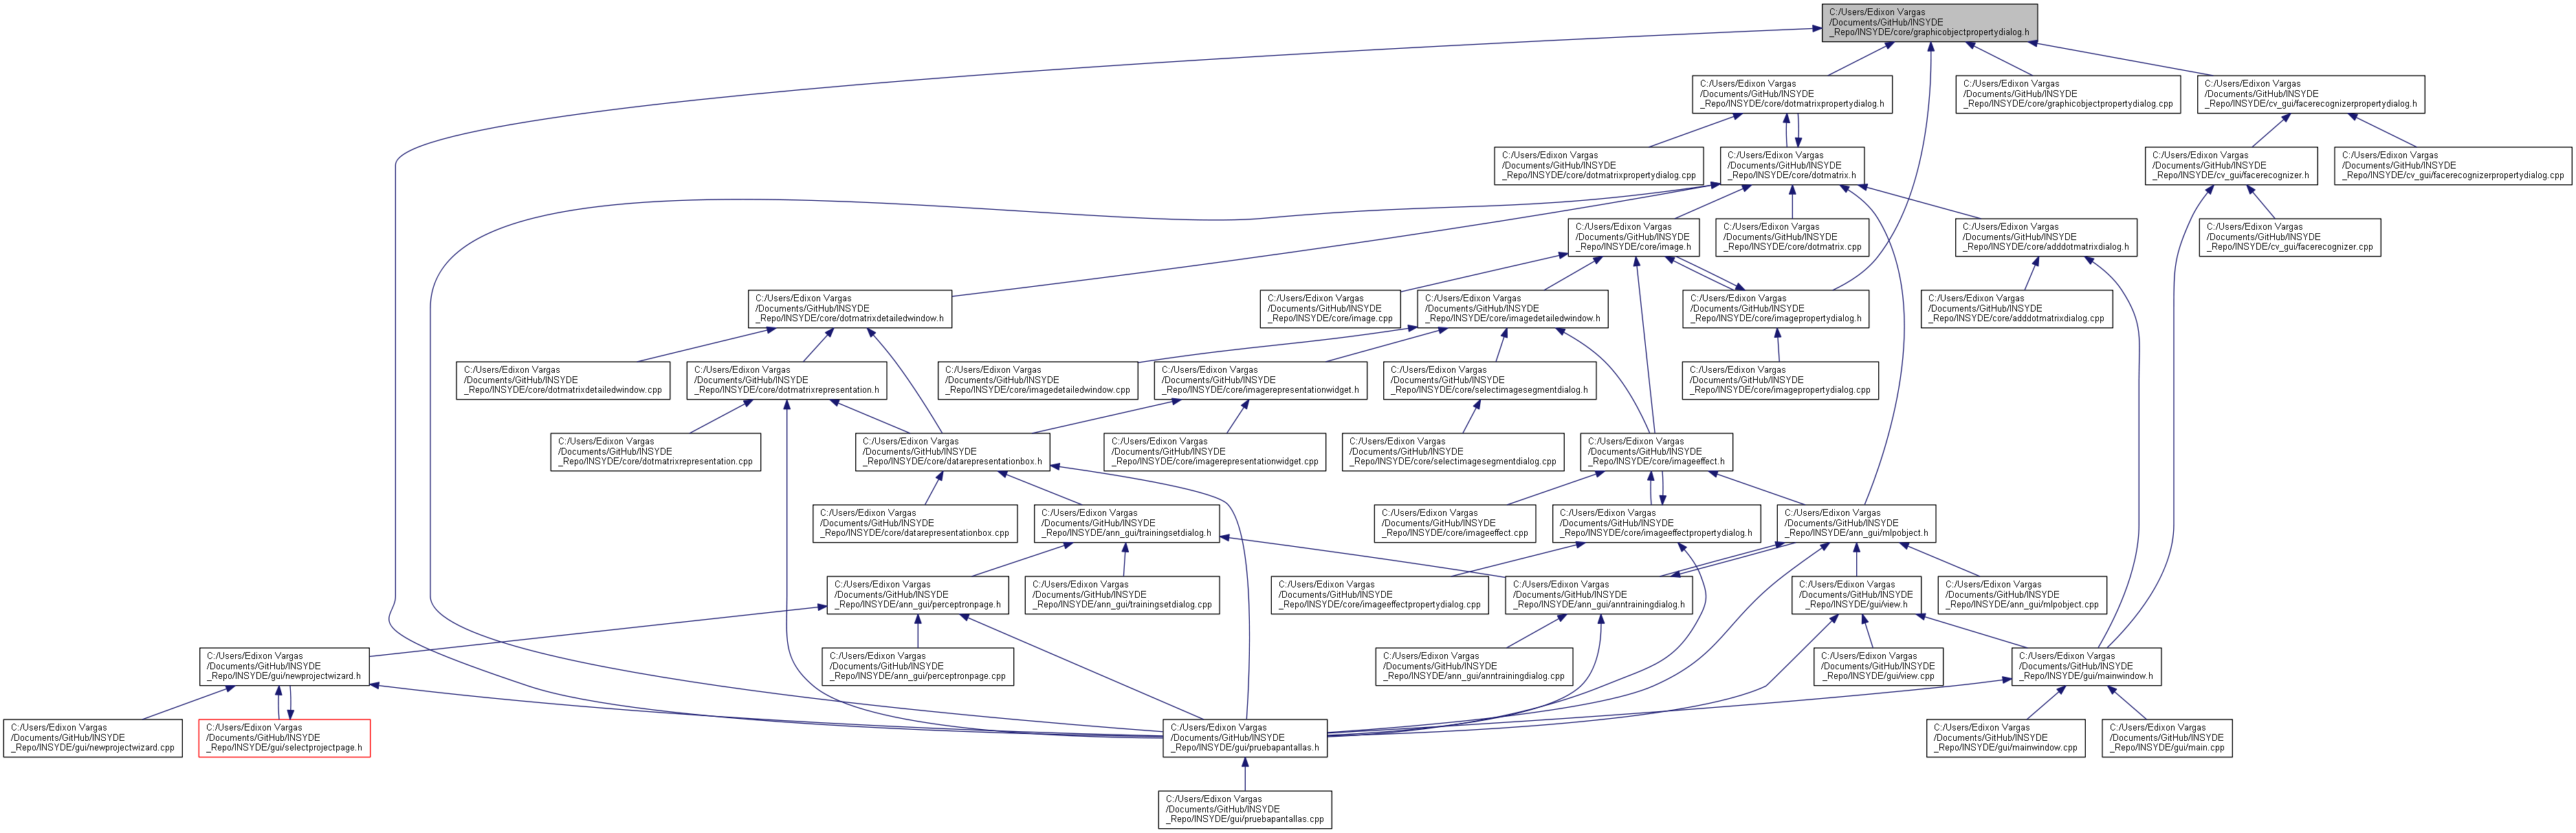 C:/Users/Edixon Vargas
/Documents/GitHub/INSYDE
_Repo/INSYDE/core/graphicobjectpropertydialog.h
C:/Users/Edixon Vargas
/Documents/GitHub/INSYDE
_Repo/INSYDE/core/dotmatrixpropertydialog.h
C:/Users/Edixon Vargas
/Documents/GitHub/INSYDE
_Repo/INSYDE/core/graphicobjectpropertydialog.cpp
C:/Users/Edixon Vargas
/Documents/GitHub/INSYDE
_Repo/INSYDE/cv_gui/facerecognizerpropertydialog.h
C:/Users/Edixon Vargas
/Documents/GitHub/INSYDE
_Repo/INSYDE/core/dotmatrixpropertydialog.cpp
C:/Users/Edixon Vargas
/Documents/GitHub/INSYDE
_Repo/INSYDE/core/dotmatrix.h
C:/Users/Edixon Vargas
/Documents/GitHub/INSYDE
_Repo/INSYDE/cv_gui/facerecognizer.h
C:/Users/Edixon Vargas
/Documents/GitHub/INSYDE
_Repo/INSYDE/cv_gui/facerecognizerpropertydialog.cpp
C:/Users/Edixon Vargas
/Documents/GitHub/INSYDE
_Repo/INSYDE/core/image.h
C:/Users/Edixon Vargas
/Documents/GitHub/INSYDE
_Repo/INSYDE/core/dotmatrix.cpp
C:/Users/Edixon Vargas
/Documents/GitHub/INSYDE
_Repo/INSYDE/core/adddotmatrixdialog.h
C:/Users/Edixon Vargas
/Documents/GitHub/INSYDE
_Repo/INSYDE/cv_gui/facerecognizer.cpp
C:/Users/Edixon Vargas
/Documents/GitHub/INSYDE
_Repo/INSYDE/core/dotmatrixdetailedwindow.h
C:/Users/Edixon Vargas
/Documents/GitHub/INSYDE
_Repo/INSYDE/core/image.cpp
C:/Users/Edixon Vargas
/Documents/GitHub/INSYDE
_Repo/INSYDE/core/imagedetailedwindow.h
C:/Users/Edixon Vargas
/Documents/GitHub/INSYDE
_Repo/INSYDE/core/imagepropertydialog.h
C:/Users/Edixon Vargas
/Documents/GitHub/INSYDE
_Repo/INSYDE/core/adddotmatrixdialog.cpp
C:/Users/Edixon Vargas
/Documents/GitHub/INSYDE
_Repo/INSYDE/core/dotmatrixdetailedwindow.cpp
C:/Users/Edixon Vargas
/Documents/GitHub/INSYDE
_Repo/INSYDE/core/dotmatrixrepresentation.h
C:/Users/Edixon Vargas
/Documents/GitHub/INSYDE
_Repo/INSYDE/core/imagedetailedwindow.cpp
C:/Users/Edixon Vargas
/Documents/GitHub/INSYDE
_Repo/INSYDE/core/imagerepresentationwidget.h
C:/Users/Edixon Vargas
/Documents/GitHub/INSYDE
_Repo/INSYDE/core/selectimagesegmentdialog.h
C:/Users/Edixon Vargas
/Documents/GitHub/INSYDE
_Repo/INSYDE/core/imagepropertydialog.cpp
C:/Users/Edixon Vargas
/Documents/GitHub/INSYDE
_Repo/INSYDE/core/dotmatrixrepresentation.cpp
C:/Users/Edixon Vargas
/Documents/GitHub/INSYDE
_Repo/INSYDE/core/datarepresentationbox.h
C:/Users/Edixon Vargas
/Documents/GitHub/INSYDE
_Repo/INSYDE/core/imagerepresentationwidget.cpp
C:/Users/Edixon Vargas
/Documents/GitHub/INSYDE
_Repo/INSYDE/core/selectimagesegmentdialog.cpp
C:/Users/Edixon Vargas
/Documents/GitHub/INSYDE
_Repo/INSYDE/core/imageeffect.h
C:/Users/Edixon Vargas
/Documents/GitHub/INSYDE
_Repo/INSYDE/core/datarepresentationbox.cpp
C:/Users/Edixon Vargas
/Documents/GitHub/INSYDE
_Repo/INSYDE/ann_gui/trainingsetdialog.h
C:/Users/Edixon Vargas
/Documents/GitHub/INSYDE
_Repo/INSYDE/core/imageeffect.cpp
C:/Users/Edixon Vargas
/Documents/GitHub/INSYDE
_Repo/INSYDE/core/imageeffectpropertydialog.h
C:/Users/Edixon Vargas
/Documents/GitHub/INSYDE
_Repo/INSYDE/ann_gui/mlpobject.h
C:/Users/Edixon Vargas
/Documents/GitHub/INSYDE
_Repo/INSYDE/ann_gui/perceptronpage.h
C:/Users/Edixon Vargas
/Documents/GitHub/INSYDE
_Repo/INSYDE/ann_gui/trainingsetdialog.cpp
C:/Users/Edixon Vargas
/Documents/GitHub/INSYDE
_Repo/INSYDE/core/imageeffectpropertydialog.cpp
C:/Users/Edixon Vargas
/Documents/GitHub/INSYDE
_Repo/INSYDE/ann_gui/anntrainingdialog.h
C:/Users/Edixon Vargas
/Documents/GitHub/INSYDE
_Repo/INSYDE/gui/view.h
C:/Users/Edixon Vargas
/Documents/GitHub/INSYDE
_Repo/INSYDE/ann_gui/mlpobject.cpp
C:/Users/Edixon Vargas
/Documents/GitHub/INSYDE
_Repo/INSYDE/gui/newprojectwizard.h
C:/Users/Edixon Vargas
/Documents/GitHub/INSYDE
_Repo/INSYDE/ann_gui/perceptronpage.cpp
C:/Users/Edixon Vargas
/Documents/GitHub/INSYDE
_Repo/INSYDE/ann_gui/anntrainingdialog.cpp
C:/Users/Edixon Vargas
/Documents/GitHub/INSYDE
_Repo/INSYDE/gui/view.cpp
C:/Users/Edixon Vargas
/Documents/GitHub/INSYDE
_Repo/INSYDE/gui/mainwindow.h
C:/Users/Edixon Vargas
/Documents/GitHub/INSYDE
_Repo/INSYDE/gui/newprojectwizard.cpp
C:/Users/Edixon Vargas
/Documents/GitHub/INSYDE
_Repo/INSYDE/gui/selectprojectpage.h
C:/Users/Edixon Vargas
/Documents/GitHub/INSYDE
_Repo/INSYDE/gui/pruebapantallas.h
C:/Users/Edixon Vargas
/Documents/GitHub/INSYDE
_Repo/INSYDE/gui/mainwindow.cpp
C:/Users/Edixon Vargas
/Documents/GitHub/INSYDE
_Repo/INSYDE/gui/main.cpp
C:/Users/Edixon Vargas
/Documents/GitHub/INSYDE
_Repo/INSYDE/gui/pruebapantallas.cpp